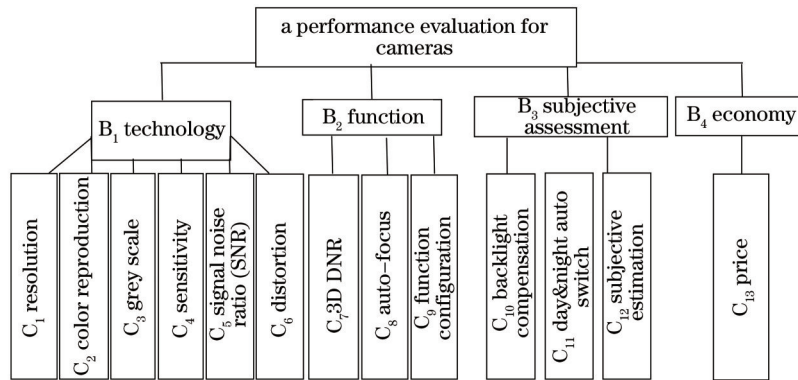 a performance evaluation for
cameras
B₁ technology
B₂ function
B₃ subjective
assessment
B₄ economy
C₁ resolution
C₂ color reproduction
C₃ grey scale
C₄ sensitivity
C₅ signal noise
ratio (SNR)
C₆ distortion
C₇3D DNR
C₈ auto-focus
C₉ function
configuration
C₁₀ backlight
compensation
C₁₁ day&night auto
switch
C₁₂ subjective
estimation
C₁₃ price